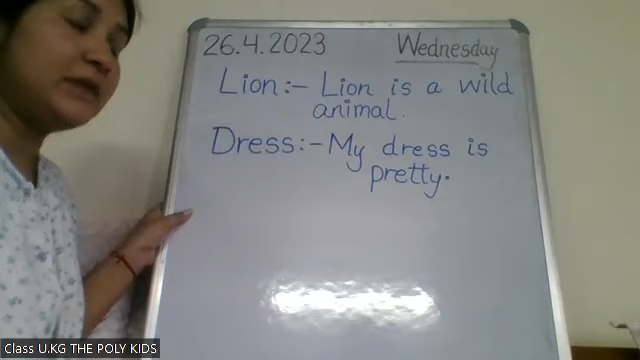 26.4.2023 Wednesday
Lion:- Lion is a wild
animal.
Dress:- My dress is
pretty.
Class U.KG THE POLY KIDS